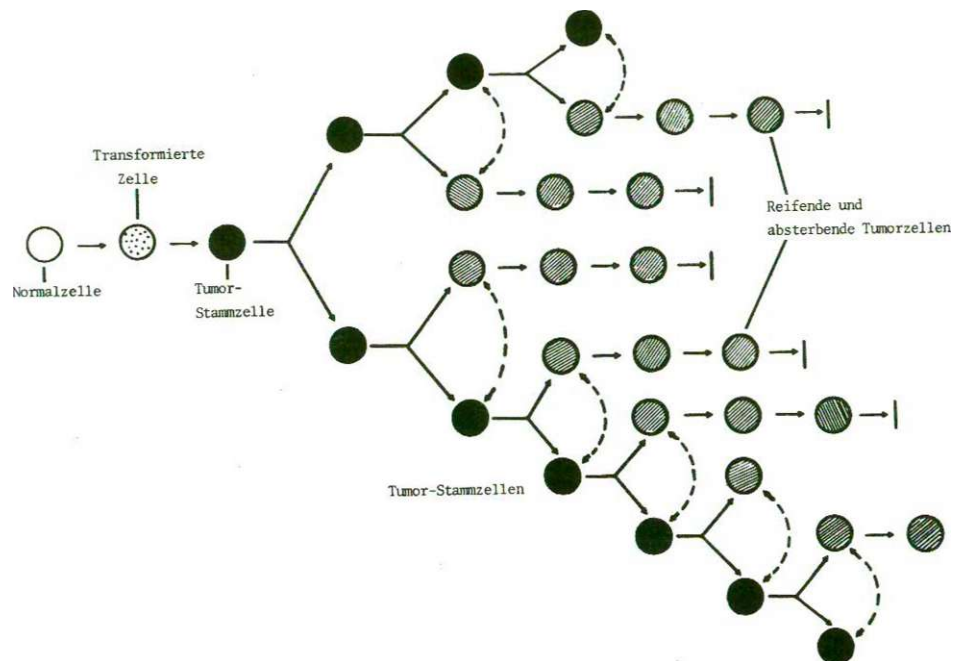 Transformierte
Zelle
Normalzelle
Tumor-
Stammzelle
Reifende und
absterbende Tumorzellen
Tumor-Stammzellen